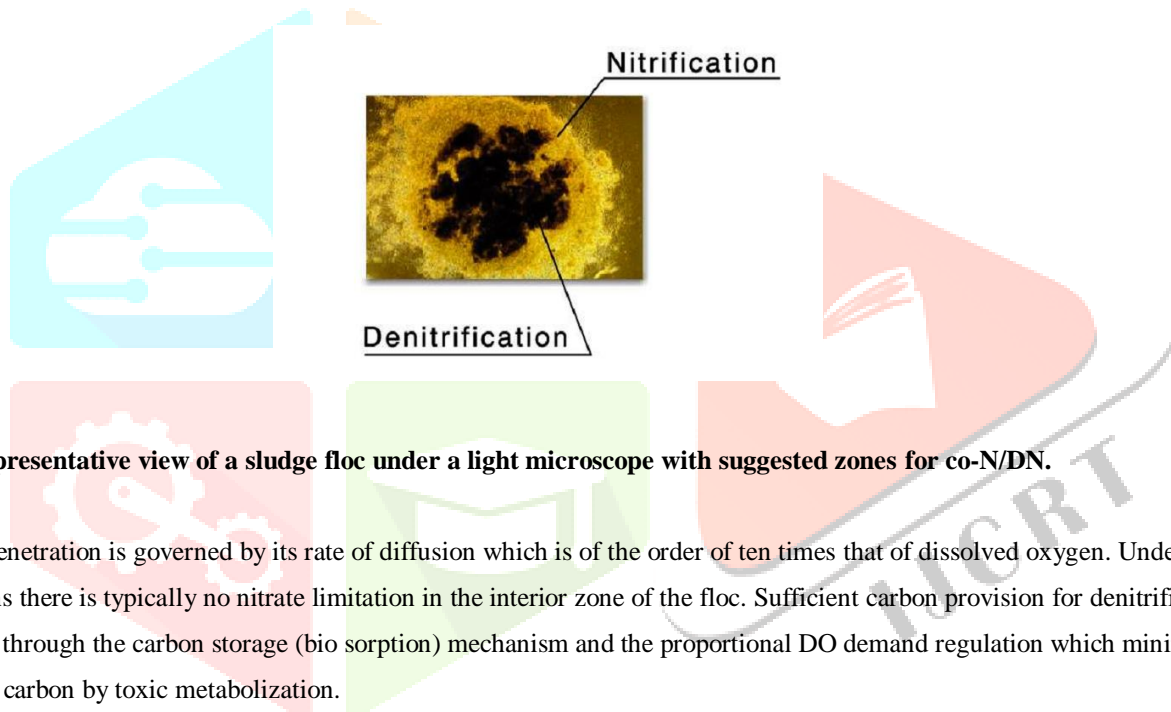 Nitrification
Denitrification
presentative view of a sludge floc under a light microscope with suggested zones for co-N/DN.
enetration is governed by its rate of diffusion which is of the order of ten times that of dissolved oxygen. Unde
s there is typically no nitrate limitation in the interior zone of the floc. Sufficient carbon provision for denitrifi
through the carbon storage (bio sorption) mechanism and the proportional DO demand regulation which mini
carbon by toxic metabolization.
IJCRT